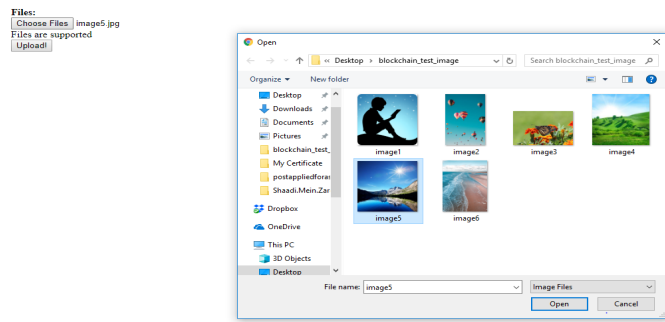 Files:
Choose Files image5.jpg
Files are supported
Upload!
Open
« Desktop > blockchain_test_image
Search blockchain_test_image
Organize
New folder
Desktop
Downloads
Documents
Pictures
blockchain_test_
My Certificate
postappliedforas
Shaadi.Mein.Zar
Dropbox
OneDrive
This PC
3D Objects
Desktop
image1
image2
image3
image4
image5
image6
File name: image5
Image Files
Open
Cancel